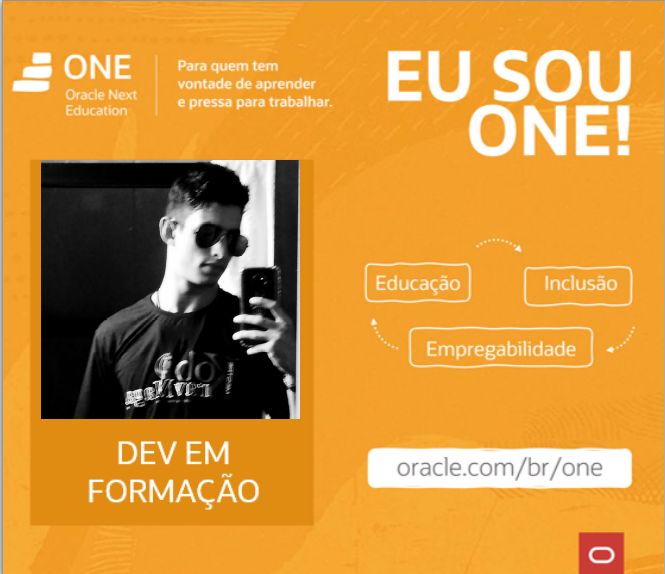 ONE
Oracle Next
Education
Para quem tem
vontade de aprender
e pressa para trabalhar.
EU SOU
ONE!
Educação
Inclusão
Empregabilidade
DEV EM
FORMAÇÃO
oracle.com/br/one